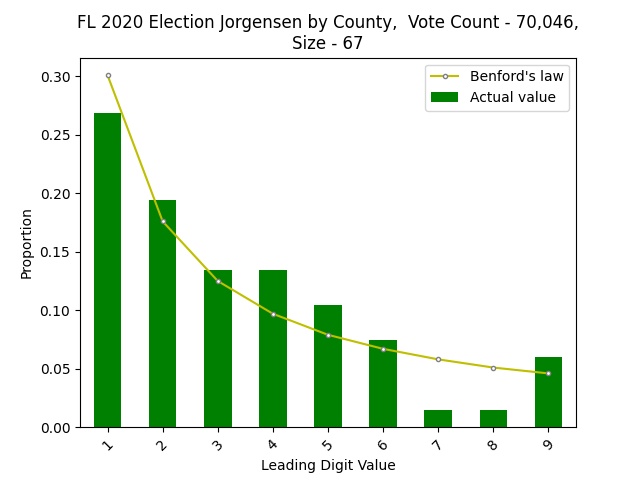 FL 2020 Election Jorgensen by County,  Vote Count - 70,046,
Size - 67
Benford's law
Actual value
0.30
0.25
0.20
0.15
0.10
0.05
0.00
Proportion
1
2
3
4
5
6
7
8
9
Leading Digit Value